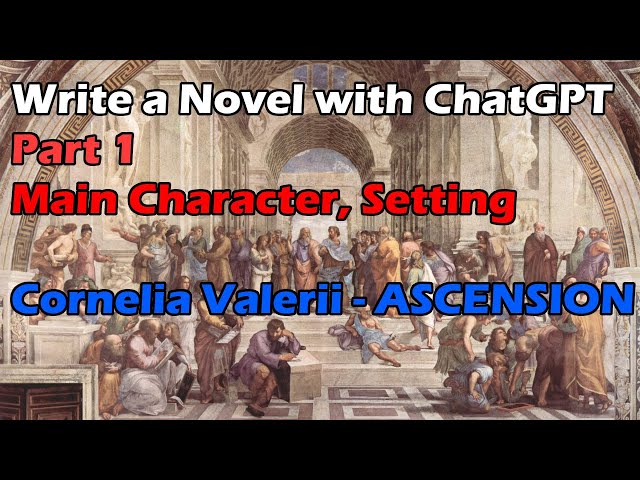 Write a Novel with ChatGPT
Part 1
Main Character, Setting
Cornelia Valerii - ASCENSION